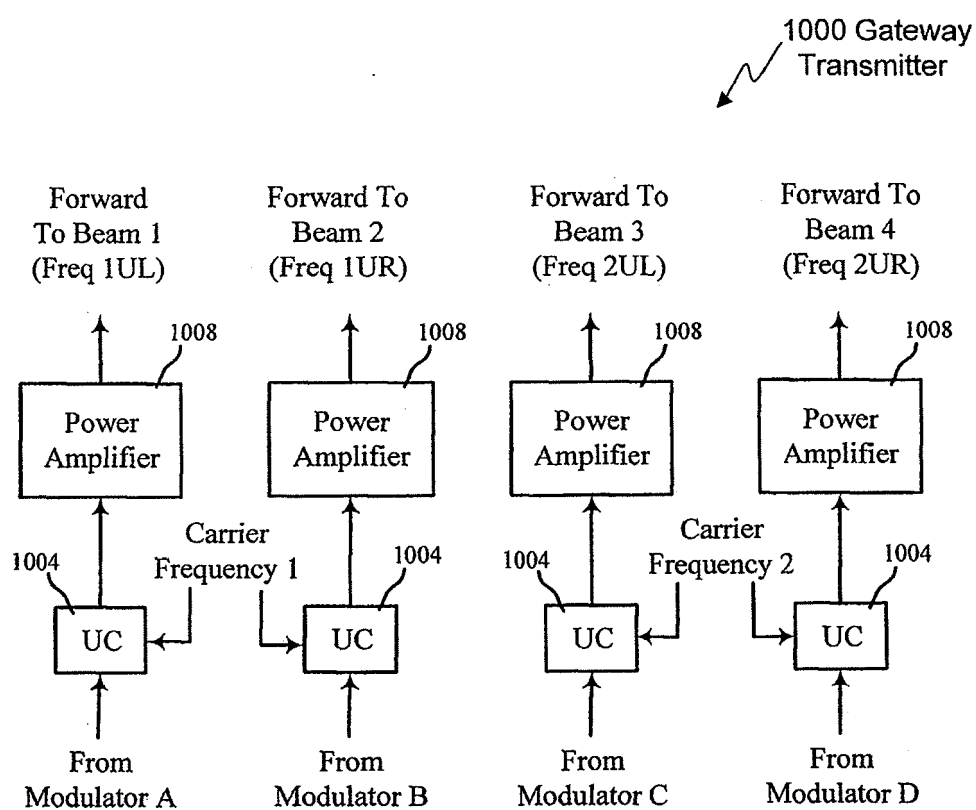 1000 Gateway
Transmitter
Forward
To Beam 1
(Freq 1UL)
Forward To
Beam 2
(Freq 1UR)
Forward To
Beam 3
(Freq 2UL)
Forward To
Beam 4
(Freq 2UR)
1008
1008
1008
1008
Power
Amplifier
Power
Amplifier
Power
Amplifier
Power
Amplifier
Carrier
Frequency 1
Carrier
Frequency 2
1004
1004
1004
1004
UC
UC
UC
UC
From
Modulator A
From
Modulator B
From
Modulator C
From
Modulator D